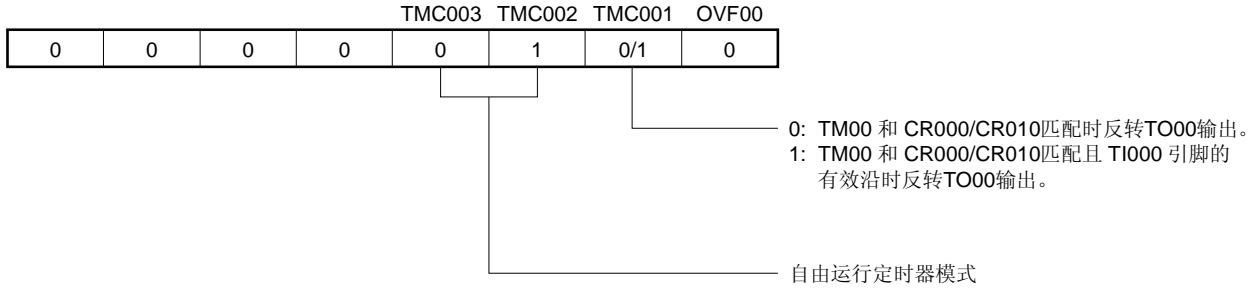 TMC003 TMC002 TMC001 OVF00
0 0 0 0 0 1 0/1 0
0: TM00 和 CR000/CR010匹配时反转TO00输出。
1: TM00 和 CR000/CR010匹配且 TI000 引脚的
有效沿时反转TO00输出。
自由运行定时器模式